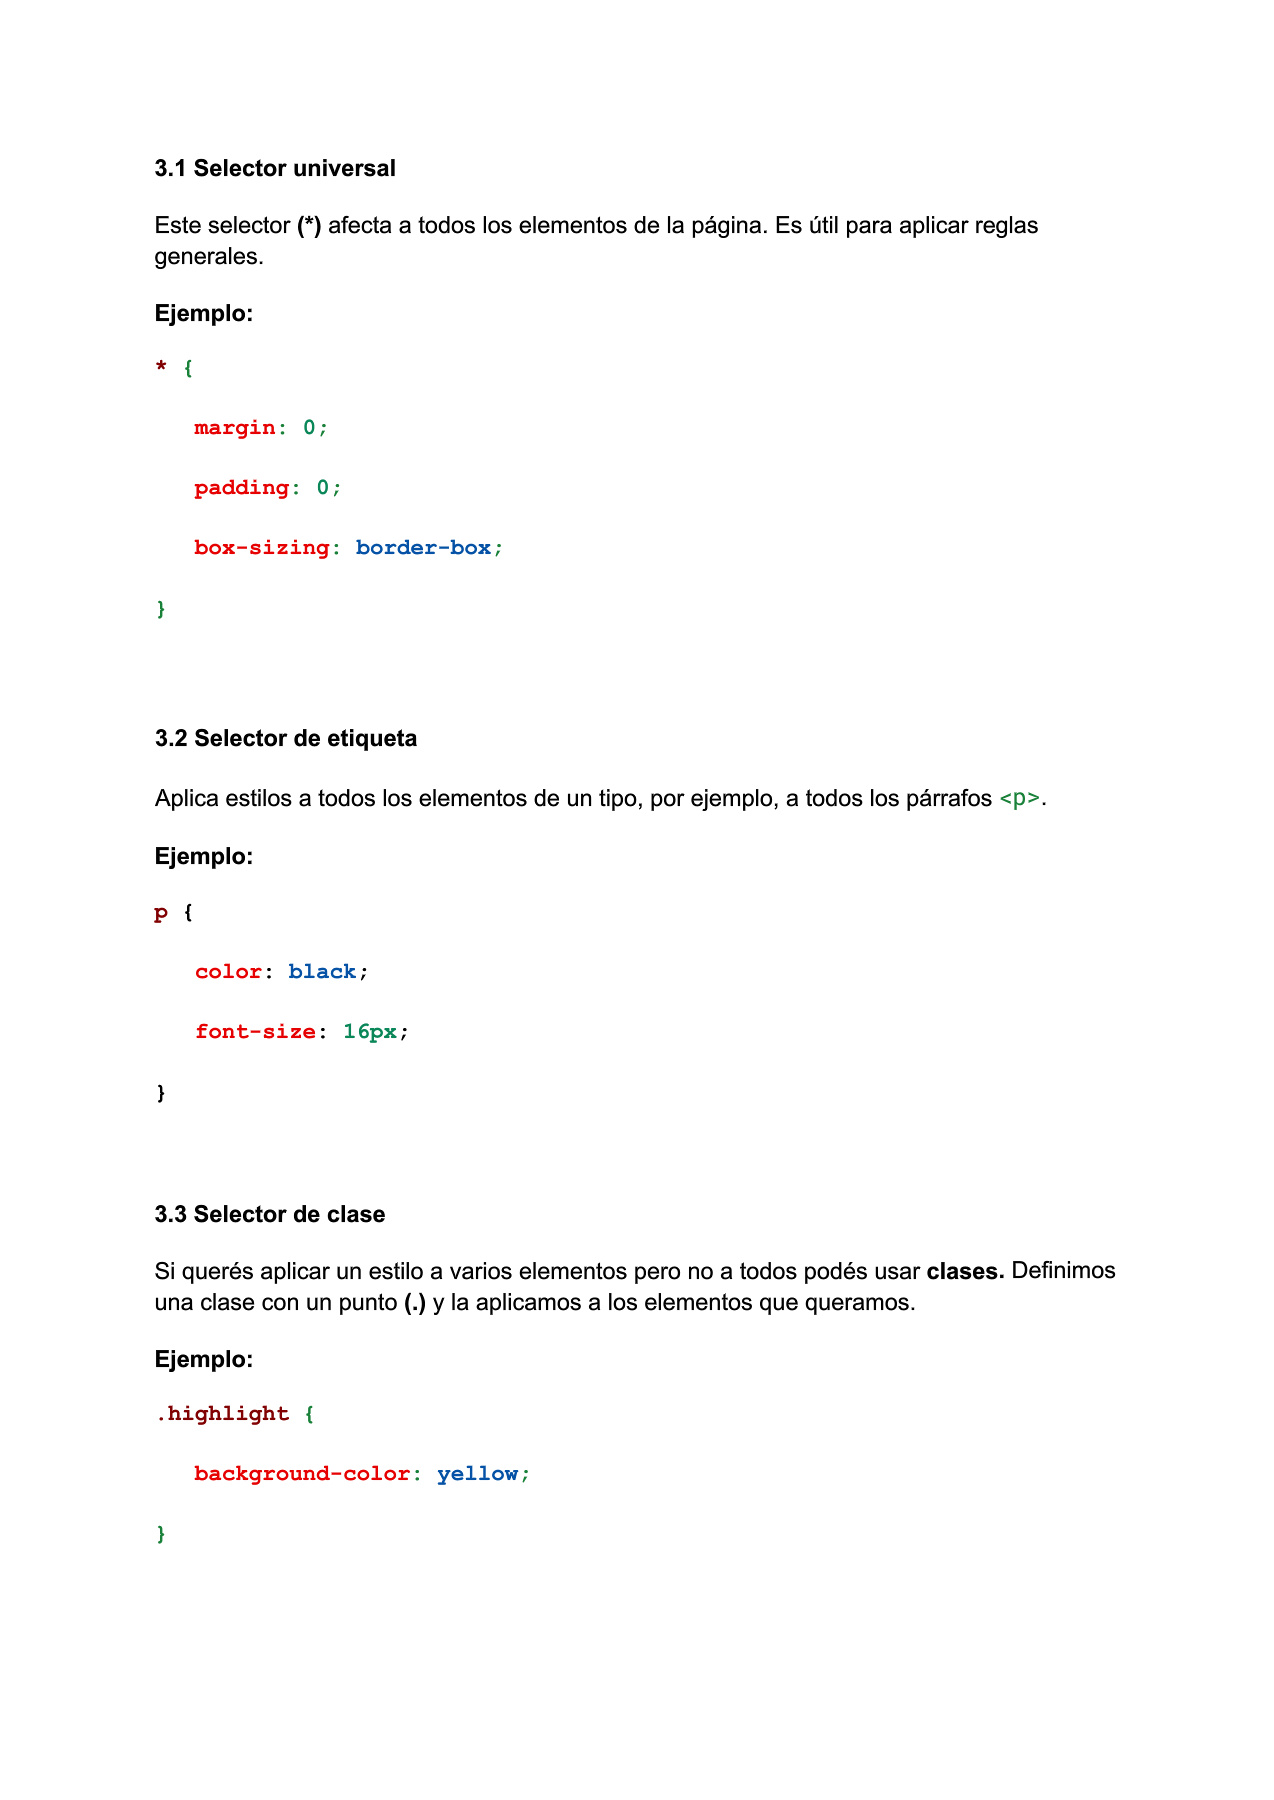 3.1 Selector universal
Este selector (*) afecta a todos los elementos de la página. Es útil para aplicar reglas
generales.
Ejemplo:
* {
margin: 0;
padding: 0;
box-sizing: border-box;
}
3.2 Selector de etiqueta
Aplica estilos a todos los elementos de un tipo, por ejemplo, a todos los párrafos <p>.
Ejemplo:
p {
color: black;
font-size: 16px;
}
3.3 Selector de clase
Si querés aplicar un estilo a varios elementos pero no a todos podés usar clases. Definimos
una clase con un punto (.) y la aplicamos a los elementos que queramos.
Ejemplo:
.highlight {
background-color: yellow;
}